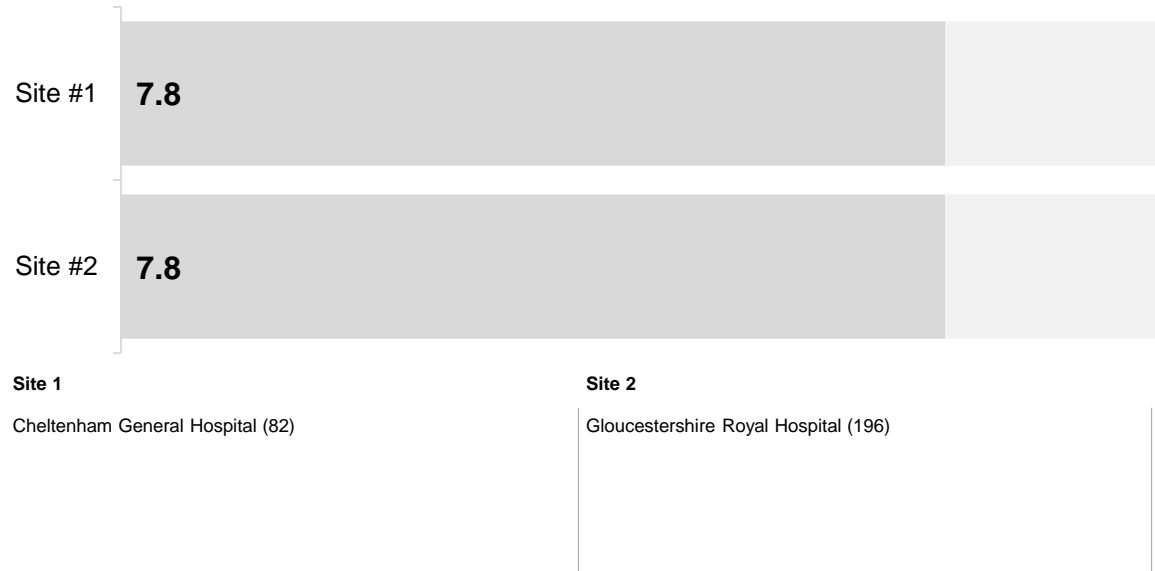 Site #1 7.8
Site #2 7.8
Site 1 Site 2
Cheltenham General Hospital (82) Gloucestershire Royal Hospital (196)